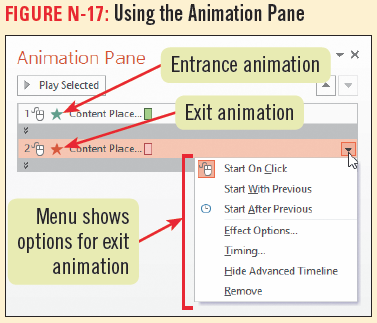 FIGURE N-17: Using the Animation Pane
Animation Pane
Play Selected
Entrance animation
1 Content Place...
Exit animation
2 Content Place...
Menu shows
options for exit
animation
Start On Click
Start With Previous
Start After Previous
Effect Options...
Timing...
Hide Advanced Timeline
Remove